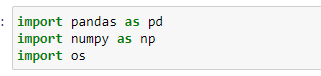 :
import pandas as pd
import numpy as np
import os